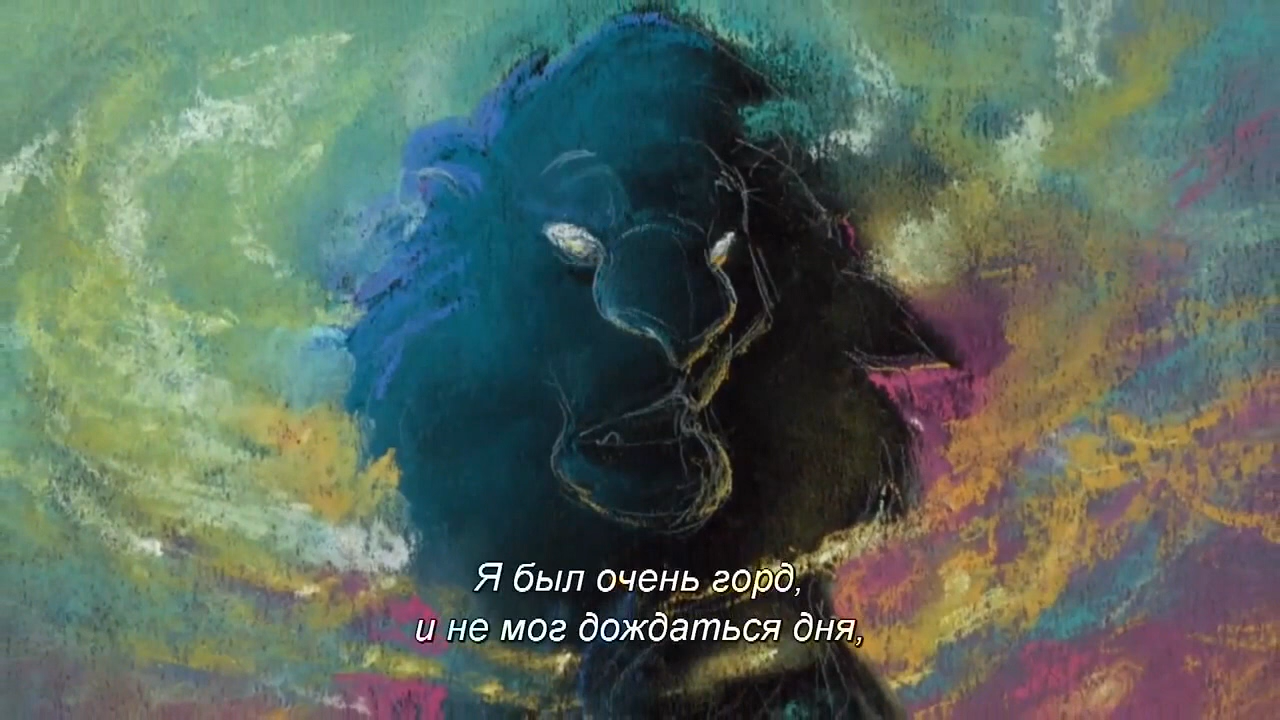 Я был очень горд,
и не мог дождаться дня,